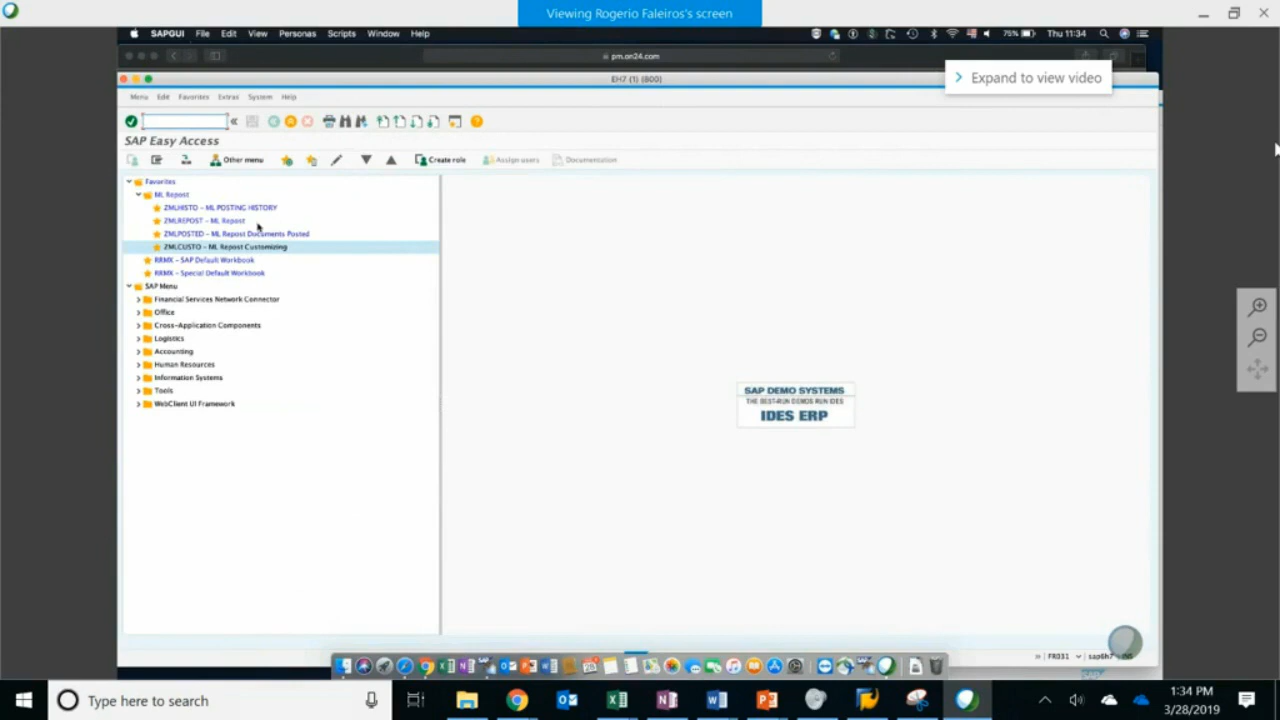 Viewing Rogerio Faleiros's screen
SAPGUI File Edit View Personas Scripts Window Help
75% Thu 11:34
pm.on24.com
EH7 (1) (800)
Expand to view video
Menu Edit Favorites Extras System Help
SAP Easy Access
Other menu Create role Assign users Documentation
Favorites
ML Repost
ZMLHISTO - ML POSTING HISTORY
ZMLREPOST - ML Repost
ZMLPOSTED - ML Repost Documents Posted
ZMLCUSTO - ML Repost Customizing
RRMX - SAP Default Workbook
RRMX - Special Default Workbook
SAP Menu
Financial Services Network Connector
Office
Cross-Application Components
Logistics
Accounting
Human Resources
Information Systems
Tools
WebClient UI Framework
SAP DEMO SYSTEMS
THE BEST-RUN DEMOS RUN IDES
IDES ERP
FR031 sap6h7
Type here to search
1:34 PM
3/28/2019